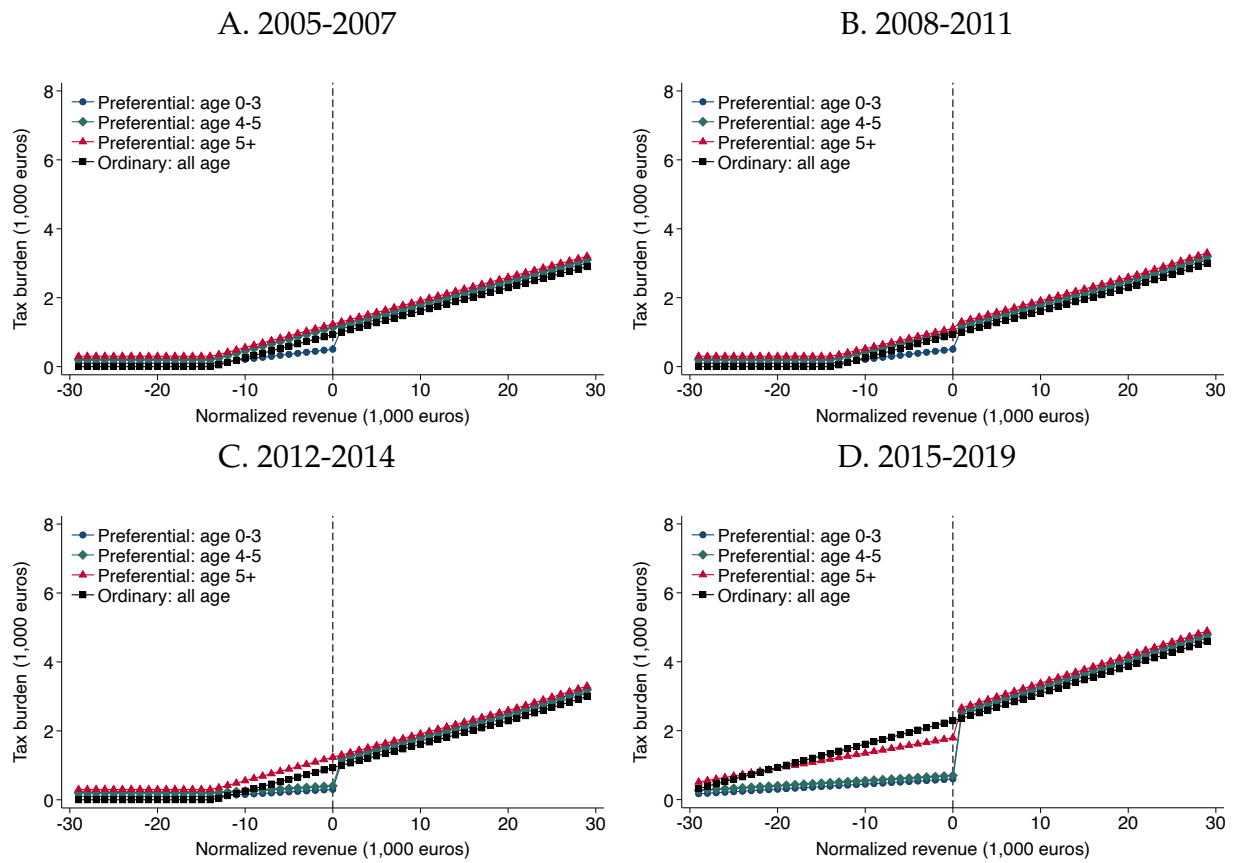 A. 2005-2007
Tax burden (1,000 euros)
8
6
4
2
0
Preferential: age 0-3
Preferential: age 4-5
Preferential: age 5+
Ordinary: all age
-30 -20 -10 0 10 20 30
Normalized revenue (1,000 euros)
B. 2008-2011
Tax burden (1,000 euros)
8
6
4
2
0
Preferential: age 0-3
Preferential: age 4-5
Preferential: age 5+
Ordinary: all age
-30 -20 -10 0 10 20 30
Normalized revenue (1,000 euros)
C. 2012-2014
Tax burden (1,000 euros)
8
6
4
2
0
Preferential: age 0-3
Preferential: age 4-5
Preferential: age 5+
Ordinary: all age
-30 -20 -10 0 10 20 30
Normalized revenue (1,000 euros)
D. 2015-2019
Tax burden (1,000 euros)
8
6
4
2
0
Preferential: age 0-3
Preferential: age 4-5
Preferential: age 5+
Ordinary: all age
-30 -20 -10 0 10 20 30
Normalized revenue (1,000 euros)